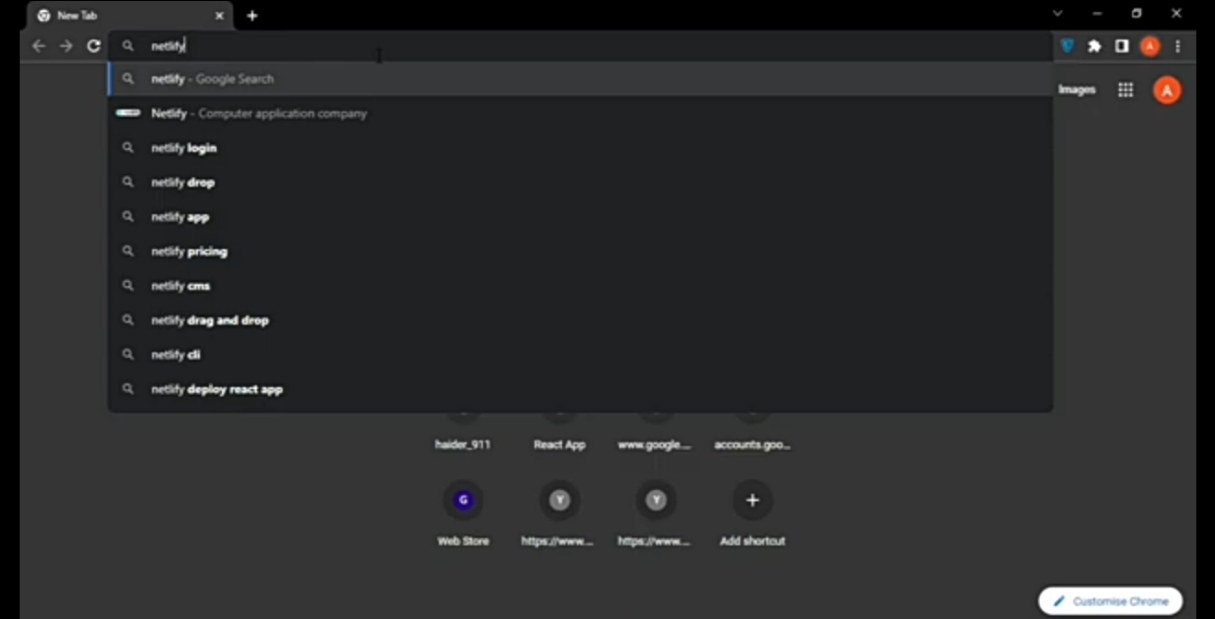 New Tab
netlify
netlify - Google Search
Netlify - Computer application company
netlify login
netlify drop
netlify app
netlify pricing
netlify cms
netlify drag and drop
netlify cli
netlify deploy react app
Images
A
A
haider_911
React App
www.google....
accounts.goo...
G
Y
Y
Web Store
https://www....
https://www....
Add shortcut
Customise Chrome